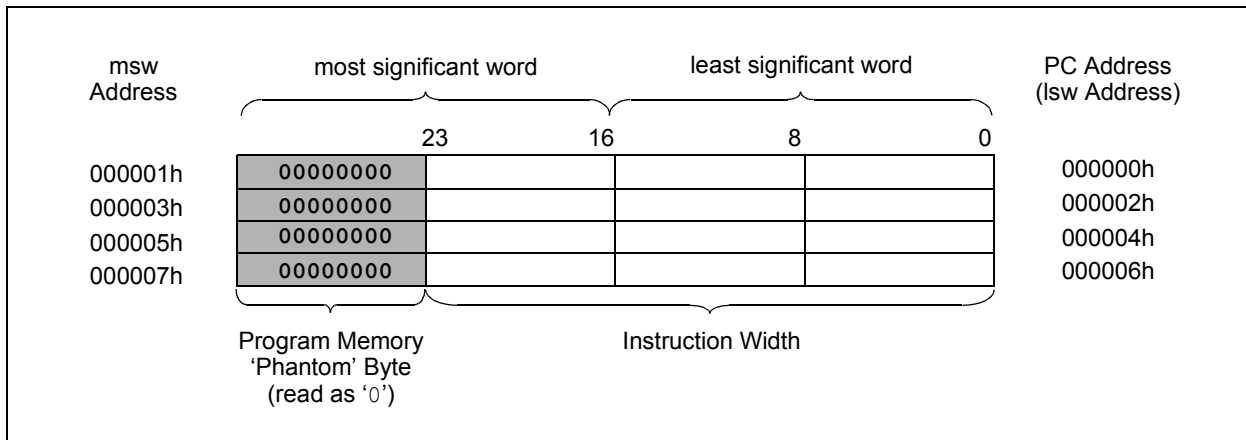 msw
Address
most significant word
least significant word
PC Address
(lsw Address)
23
16
8
0
000001h
00000000
000000h
000003h
00000000
000002h
000005h
00000000
000004h
000007h
00000000
000006h
Program Memory
‘Phantom’ Byte
(read as ‘0’)
Instruction Width